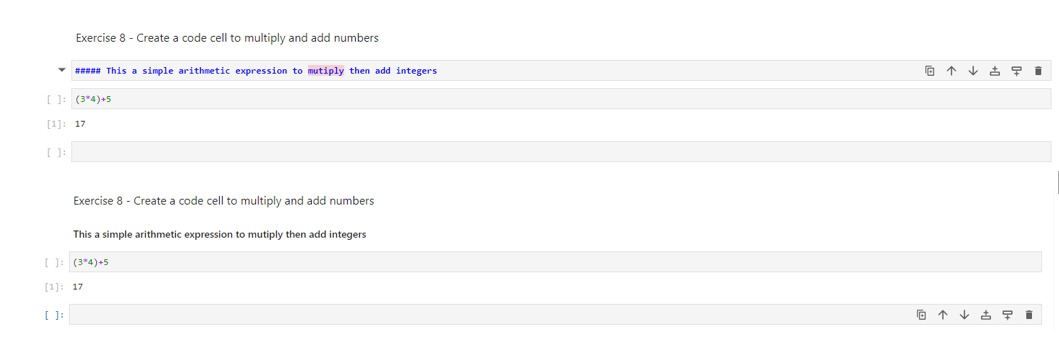 Exercise 8 - Create a code cell to multiply and add numbers
##### This a simple arithmetic expression to mutiply then add integers
[ ]: (3*4)+5
[1]: 17
[ ]:
Exercise 8 - Create a code cell to multiply and add numbers
This a simple arithmetic expression to mutiply then add integers
[ ]: (3*4)+5
[1]: 17
[ ]: